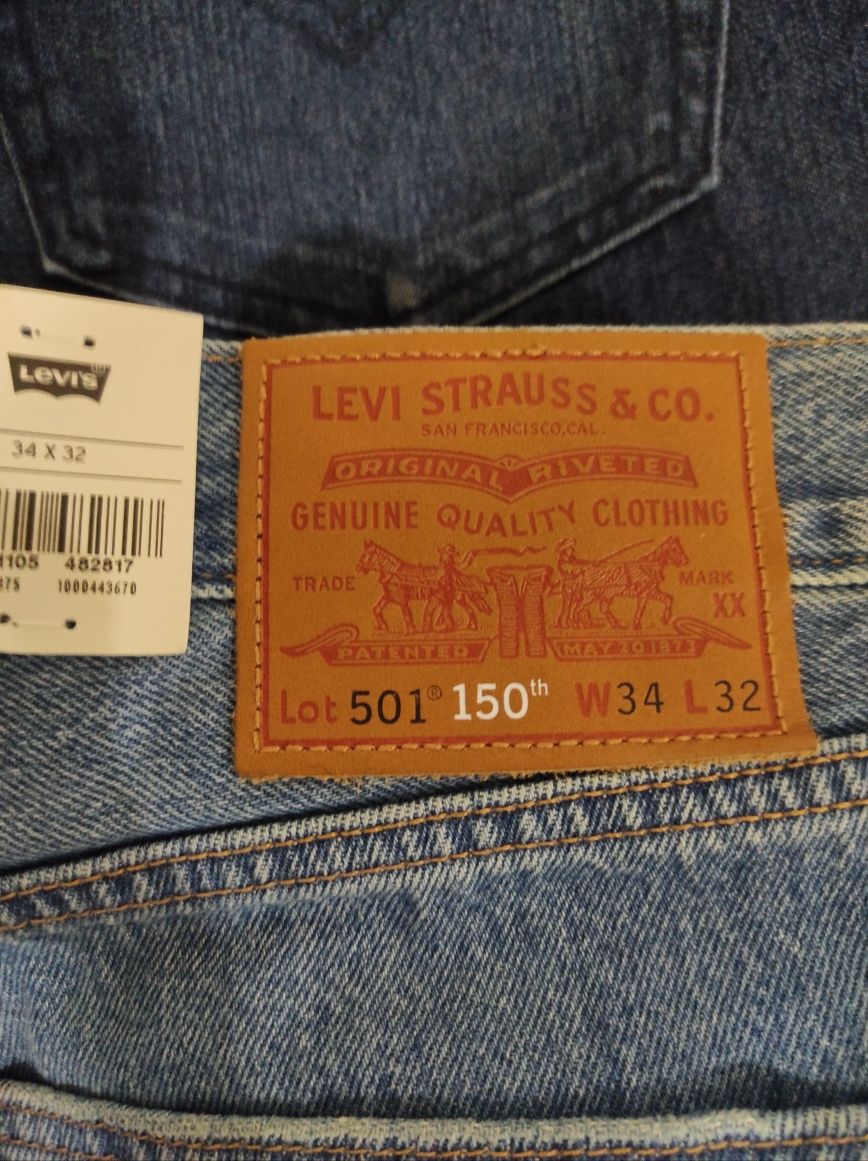 LEVI'S
34 X 32
482817
1000443670
LEVI STRAUSS & CO.
SAN FRANCISCO, CAL.
ORIGINAL RIVETED
GENUINE QUALITY CLOTHING
TRADE MARK
XX
PATENTED MAY 20 1873
Lot 501® 150th W34 L32